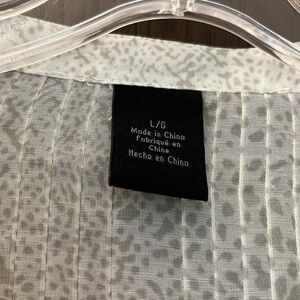 L/G
Made in China
Fabriqué en
Chine
Hecho en China